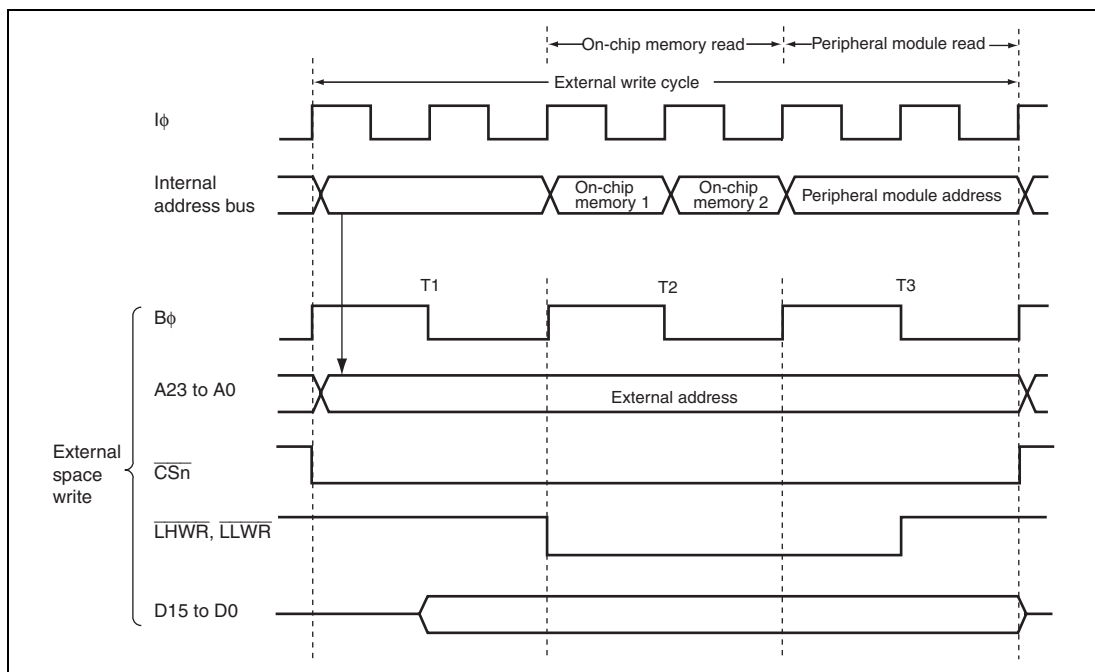 On-chip memory read Peripheral module read
External write cycle
Iϕ
Internal
address bus
On-chip
memory 1
On-chip
memory 2
Peripheral module address
T1 T2 T3
Bϕ
A23 to A0
External address
External
space
write
CSn
LHWR, LLWR
D15 to D0